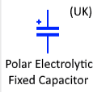 (UK)
+
Polar Electrolytic
Fixed Capacitor